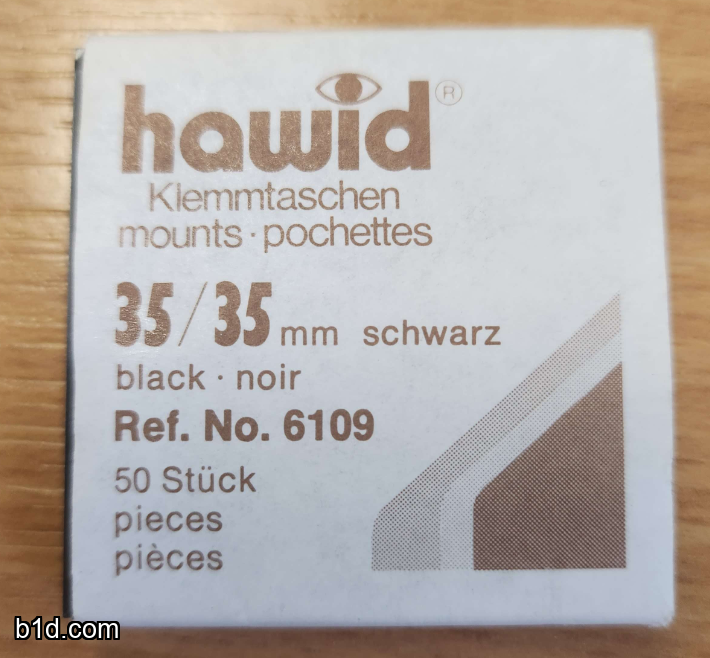 hawid®
Klemmtaschen
mounts · pochettes
35/35 mm schwarz
black · noir
Ref. No. 6109
50 Stück
pieces
pièces
b1d.com